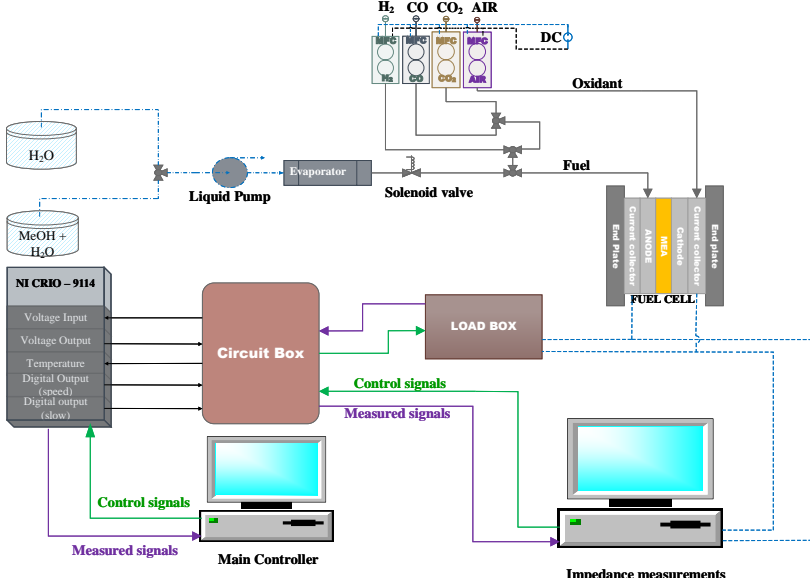 H₂ CO CO₂ AIR
DC
MFC MFC MFC MFC
H₂ CO CO₂ AIR
Oxidant
H₂O
Evaporator
Fuel
Liquid Pump
Solenoid valve
MeOH +
H₂O
End Plate
Current collector
ANODE
MEA
Cathode
Current collector
End plate
FUEL CELL
NI CRIO – 9114
Voltage Input
Voltage Output
Temperature
Digital Output
(speed)
Digital output
(slow)
Circuit Box
LOAD BOX
Control signals
Measured signals
Control signals
Measured signals
Main Controller
Impedance measurements